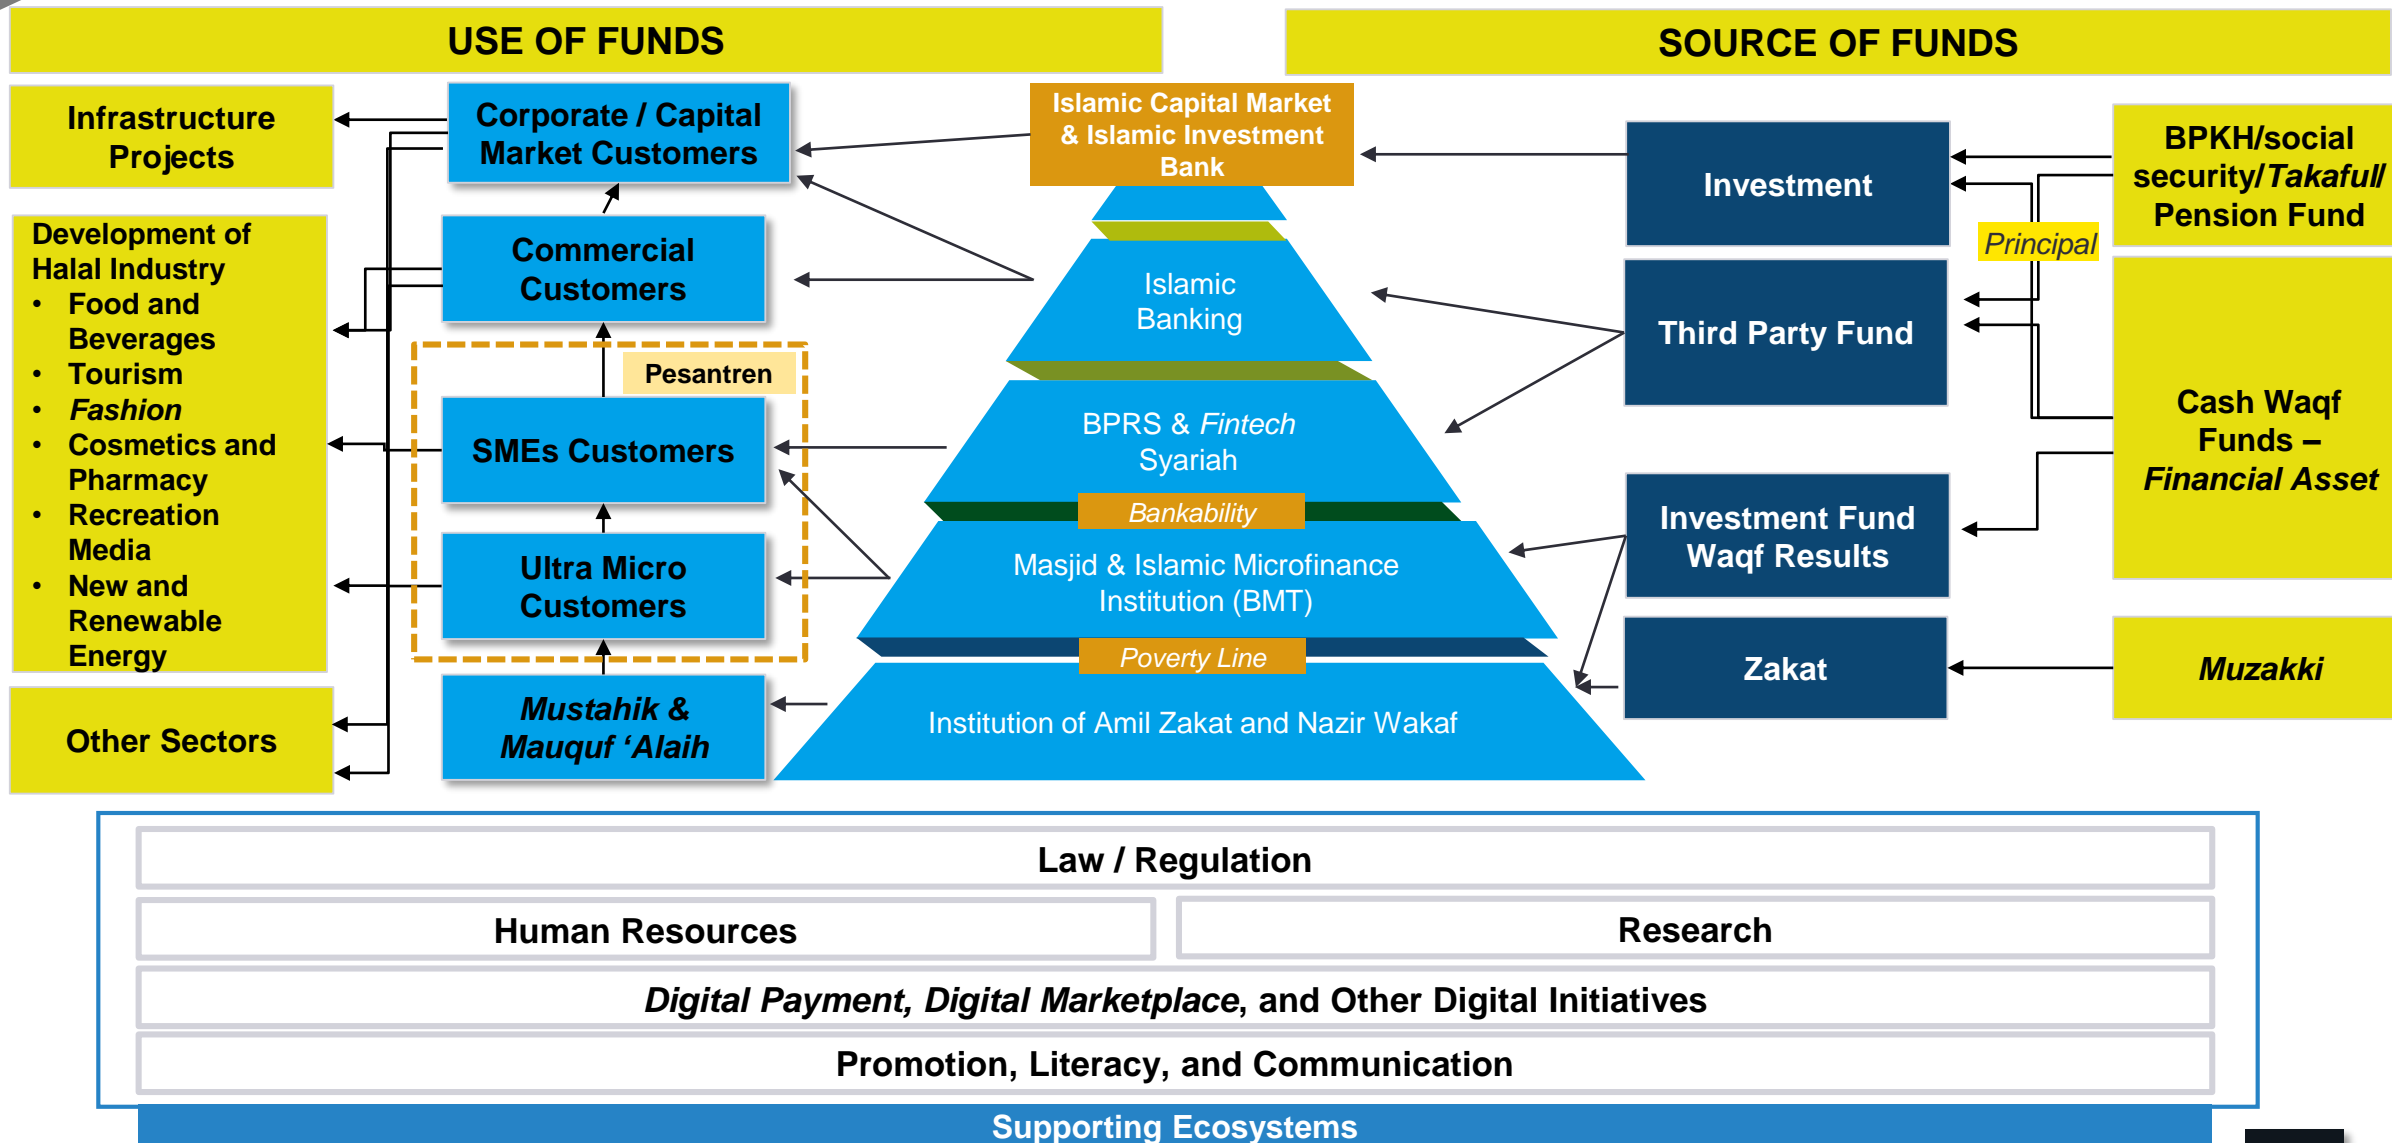 USE OF FUNDS
SOURCE OF FUNDS
Infrastructure
Projects
Development of
Halal Industry
• Food and
Beverages
• Tourism
• Fashion
• Cosmetics and
Pharmacy
• Recreation
Media
• New and
Renewable
Energy
Other Sectors
Corporate / Capital
Market Customers
Commercial
Customers
Pesantren
SMEs Customers
Ultra Micro
Customers
Mustahik &
Mauquf ‘Alaih
Islamic Capital Market
& Islamic Investment
Bank
Islamic
Banking
BPRS & Fintech
Syariah
Bankability
Masjid & Islamic Microfinance
Institution (BMT)
Poverty Line
Institution of Amil Zakat and Nazir Wakaf
Investment
Third Party Fund
Investment Fund
Waqf Results
Zakat
BPKH/social
security/Takaful/
Pension Fund
Principal
Cash Waqf
Funds –
Financial Asset
Muzakki
Law / Regulation
Human Resources
Research
Digital Payment, Digital Marketplace, and Other Digital Initiatives
Promotion, Literacy, and Communication
Supporting Ecosystems